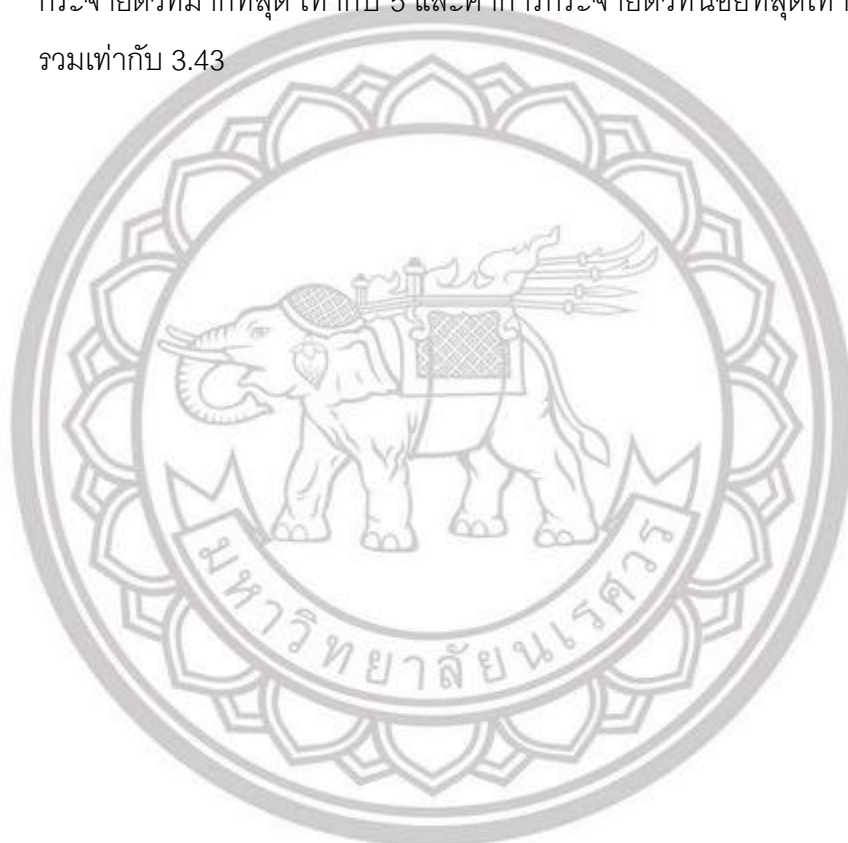 กระจายตัวที่มากที่สุด เท่ากับ 5 และค่าการกระจายตัวที่น้อยที่สุดเท่า
รวมเท่ากับ 3.43
มหาวิทยาลัยนเรศวร